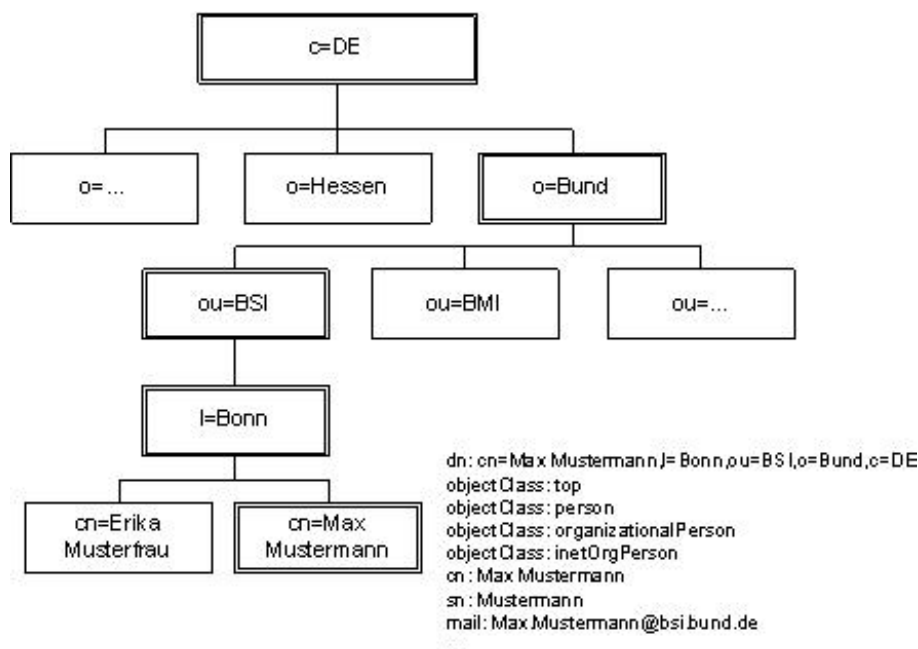 c=DE
o=...
o=Hessen
o=Bund
ou=BSI
ou=BMI
ou=...
l=Bonn
cn=Erika
Musterfrau
cn=Max
Mustermann
dn: cn=Max Mustermann,l=Bonn,ou=BSI,o=Bund,c=DE
objectClass: top
objectClass: person
objectClass: organizationalPerson
objectClass: inetOrgPerson
cn: Max Mustermann
sn: Mustermann
mail: Max.Mustermann@bsi.bund.de